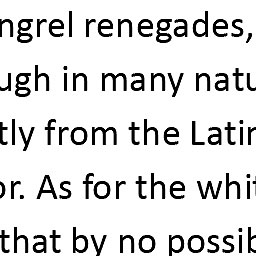 ngrel renegades,
ugh in many natu
tly from the Latin
or. As for the whit
that by no possib